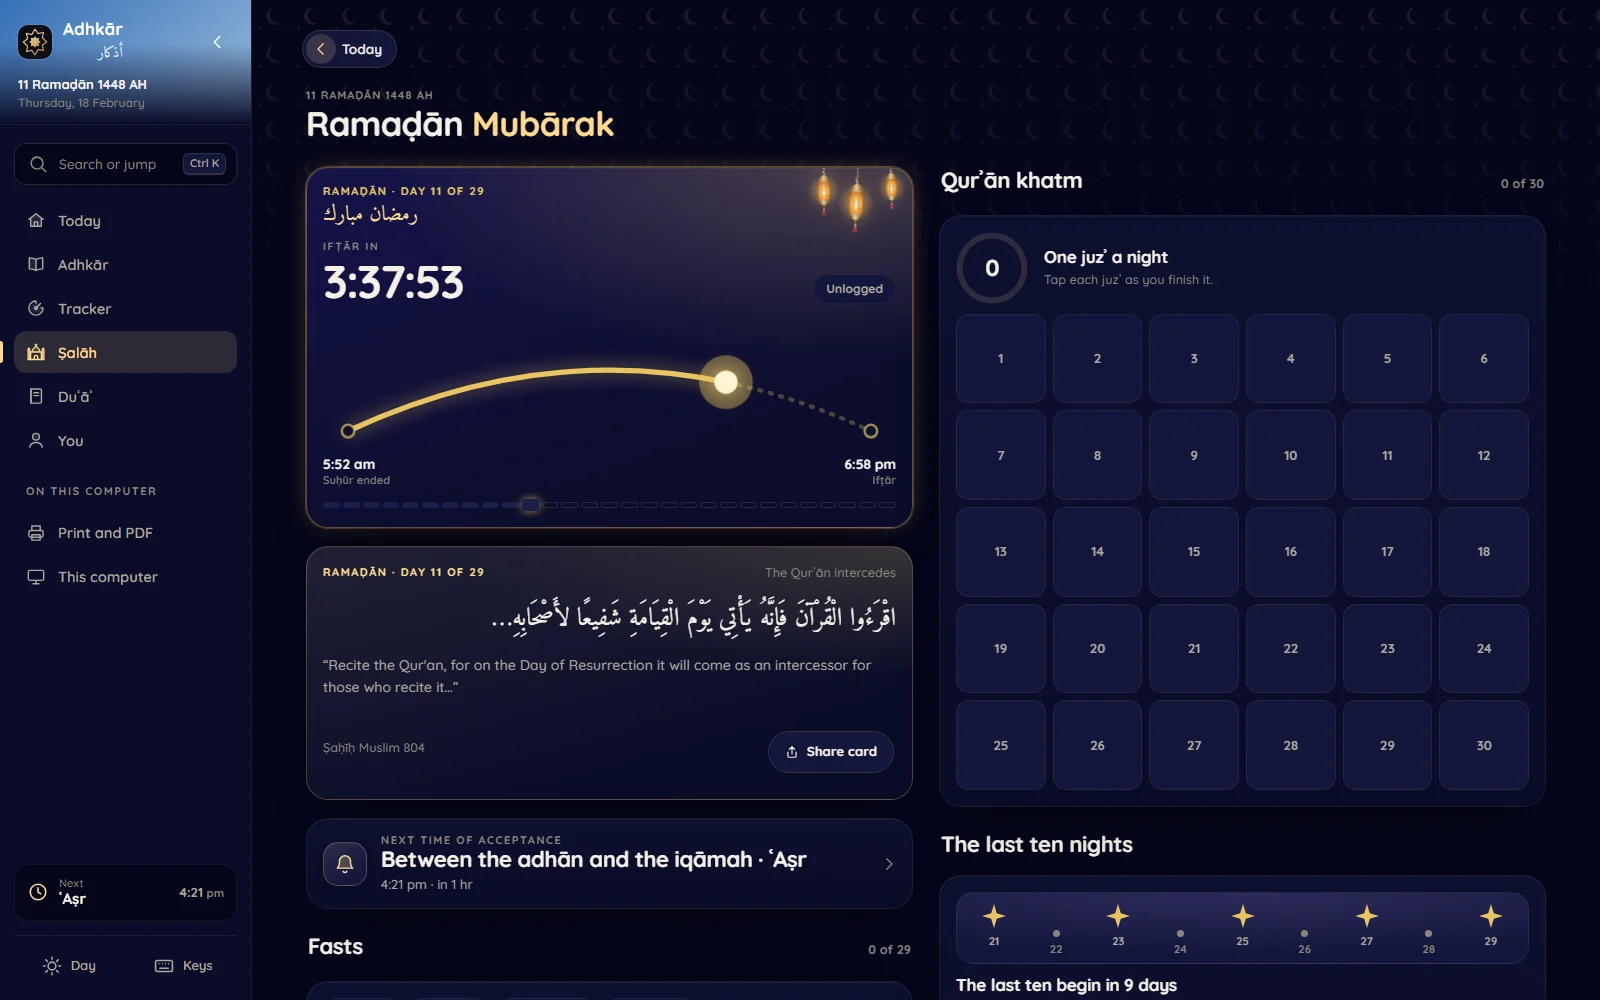 Adhkār
أذكار
11 Ramaḍān 1448 AH
Thursday, 18 February
Search or jump
Ctrl K
Today
Adhkār
Tracker
Ṣalāh
Duʿāʾ
You
ON THIS COMPUTER
Print and PDF
This computer
Next
ʿAṣr
4:21 pm
Day
Keys
Today
11 RAMAḌĀN 1448 AH
Ramaḍān Mubārak
RAMAḌĀN · DAY 11 OF 29
رمضان مبارك
IFṬĀR IN
3:37:53
Unlogged
5:52 am
Suḥūr ended
6:58 pm
Ifṭār
RAMAḌĀN · DAY 11 OF 29
The Qurʾān intercedes
اقْرَءُوا الْقُرْآنَ فَإِنَّهُ يَأْتِي يَوْمَ الْقِيَامَةِ شَفِيعًا لأَصْحَابِهِ...
“Recite the Qur'an, for on the Day of Resurrection it will come as an intercessor for
those who recite it…”
Ṣaḥīḥ Muslim 804
Share card
NEXT TIME OF ACCEPTANCE
Between the adhān and the iqāmah · ʿAṣr
4:21 pm · in 1 hr
Fasts
0 of 29
Qurʾān khatm
0 of 30
0
One juzʾ a night
Tap each juzʾ as you finish it.
1 2 3 4 5 6
7 8 9 10 11 12
13 14 15 16 17 18
19 20 21 22 23 24
25 26 27 28 29 30
The last ten nights
21 22 23 24 25 26 27 28 29
The last ten begin in 9 days